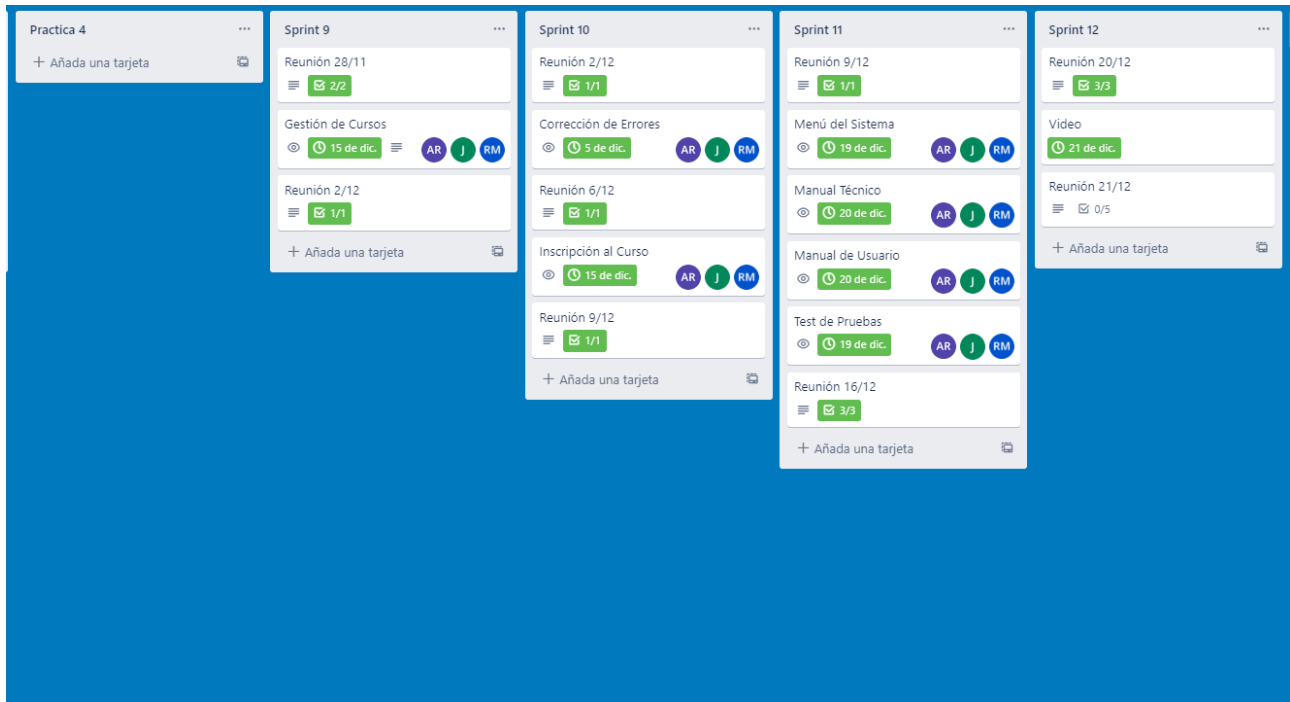 Practica 4
Añada una tarjeta
Sprint 9
Reunión 28/11
2/2
Gestión de Cursos
15 de dic.
AR J RM
Reunión 2/12
1/1
Añada una tarjeta
Sprint 10
Reunión 2/12
1/1
Corrección de Errores
5 de dic.
AR J RM
Reunión 6/12
1/1
Inscripción al Curso
15 de dic.
AR J RM
Reunión 9/12
1/1
Añada una tarjeta
Sprint 11
Reunión 9/12
1/1
Menú del Sistema
19 de dic.
AR J RM
Manual Técnico
20 de dic.
AR J RM
Manual de Usuario
20 de dic.
AR J RM
Test de Pruebas
19 de dic.
AR J RM
Reunión 16/12
3/3
Añada una tarjeta
Sprint 12
Reunión 20/12
3/3
Video
21 de dic.
Reunión 21/12
0/5
Añada una tarjeta